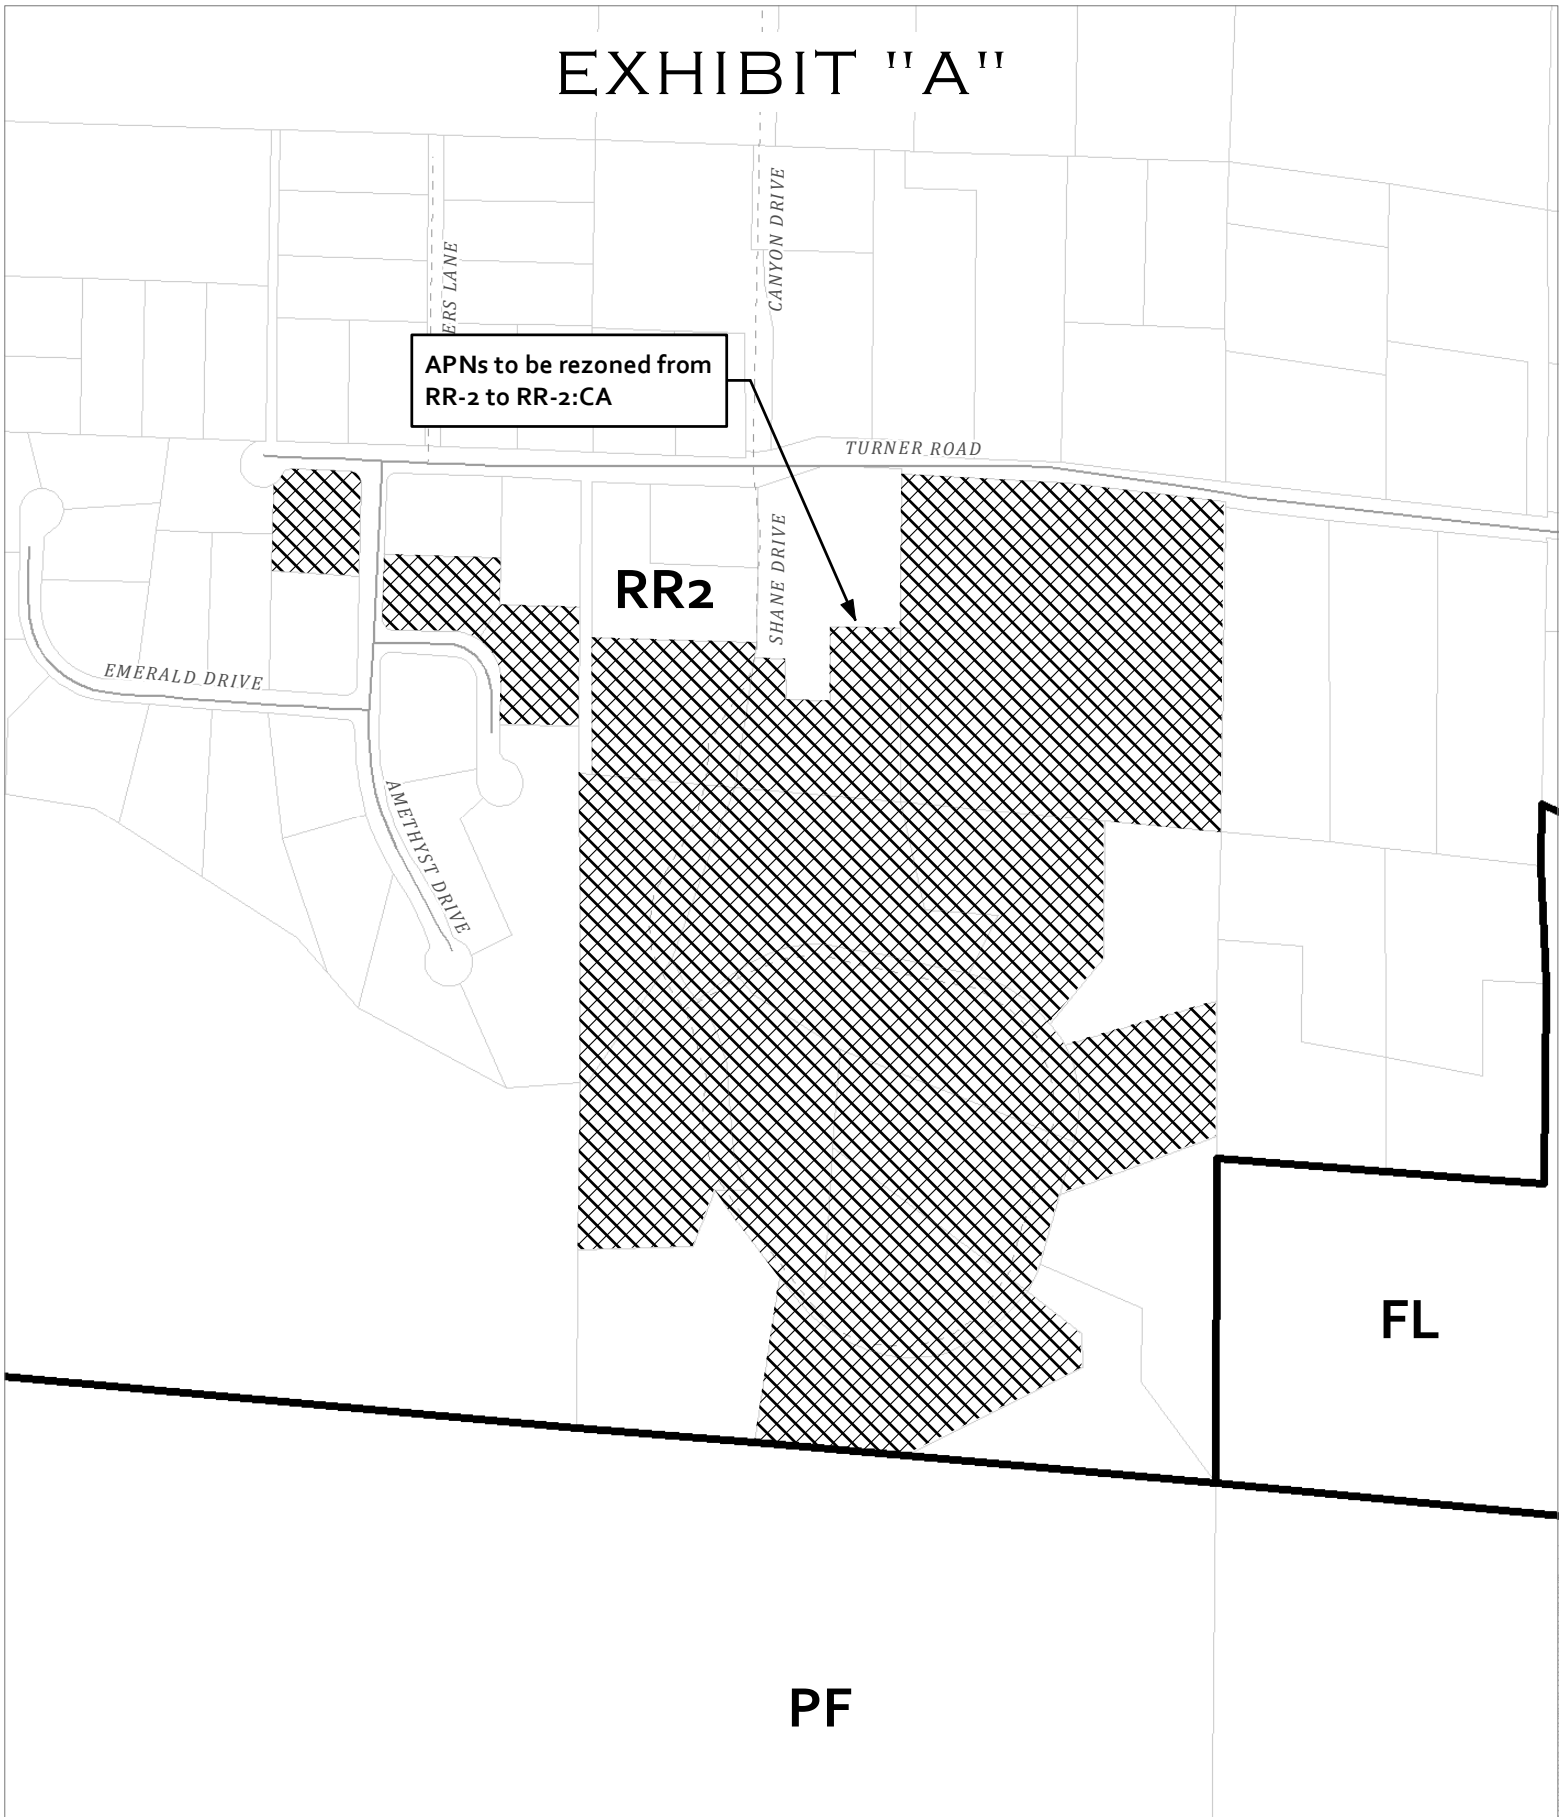 EXHIBIT "A"
CANYON DRIVE
ERS LANE
APNs to be rezoned from
RR-2 to RR-2:CA
TURNER ROAD
RR2
SHANE DRIVE
EMERALD DRIVE
AMETHYST DRIVE
FL
PF